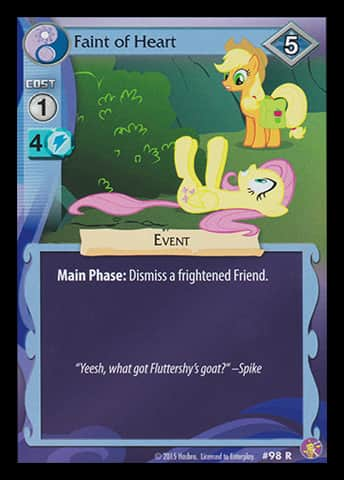 Faint of Heart
5
COST
1
4
EVENT
Main Phase: Dismiss a frightened Friend.
"Yeesh, what got Fluttershy's goat?" –Spike
© 2015 Hasbro. Licensed to Enterplay. #98 R